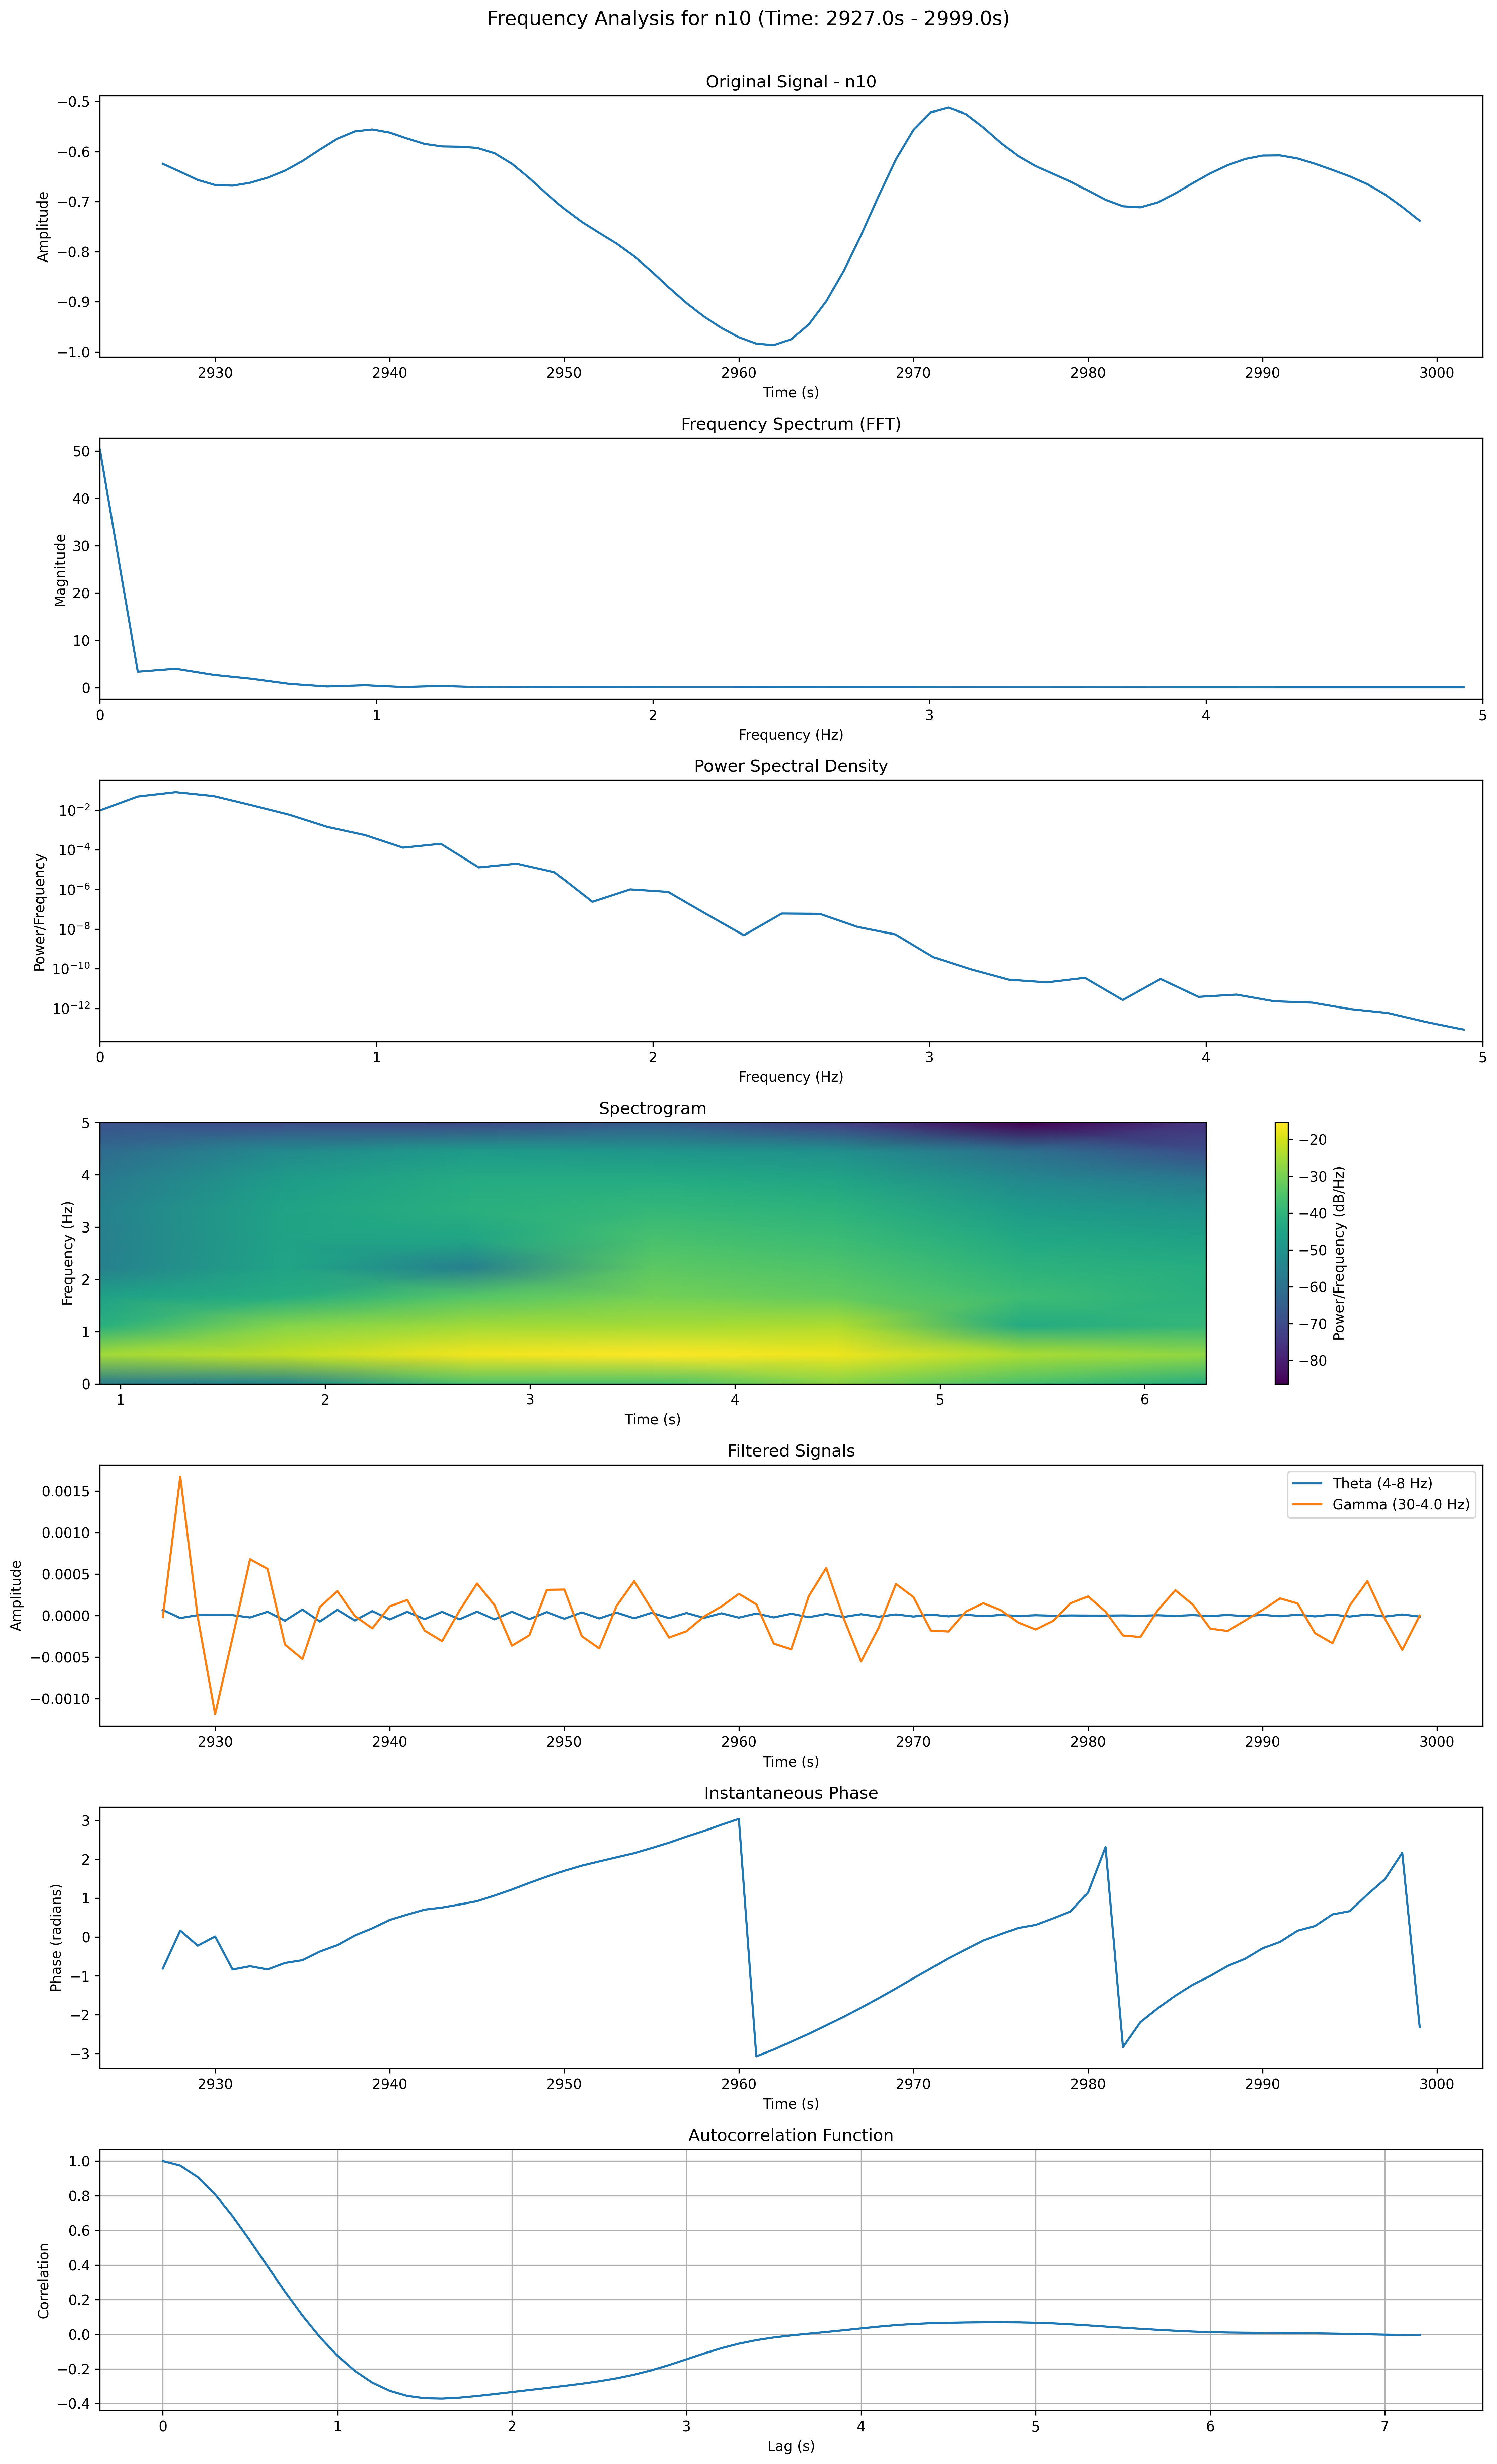 Frequency Analysis for n10 (Time: 2927.0s - 2999.0s)
Original Signal - n10
−0.5
−0.6
−0.7
−0.8
−0.9
−1.0
Amplitude
2930 2940 2950 2960 2970 2980 2990 3000
Time (s)
Frequency Spectrum (FFT)
50
40
30
20
10
0
Magnitude
0 1 2 3 4 5
Frequency (Hz)
Power Spectral Density
10⁻²
10⁻⁴
10⁻⁶
10⁻⁸
10⁻¹⁰
10⁻¹²
Power/Frequency
0 1 2 3 4 5
Frequency (Hz)
Spectrogram
5
4
3
2
1
0
Frequency (Hz)
1 2 3 4 5 6
Time (s)
−20
−30
−40
−50
−60
−70
−80
Power/Frequency (dB/Hz)
Filtered Signals
0.0015
0.0010
0.0005
0.0000
−0.0005
−0.0010
Amplitude
Theta (4-8 Hz)
Gamma (30-4.0 Hz)
2930 2940 2950 2960 2970 2980 2990 3000
Time (s)
Instantaneous Phase
3
2
1
0
−1
−2
−3
Phase (radians)
2930 2940 2950 2960 2970 2980 2990 3000
Time (s)
Autocorrelation Function
1.0
0.8
0.6
0.4
0.2
0.0
−0.2
−0.4
Correlation
0 1 2 3 4 5 6 7
Lag (s)